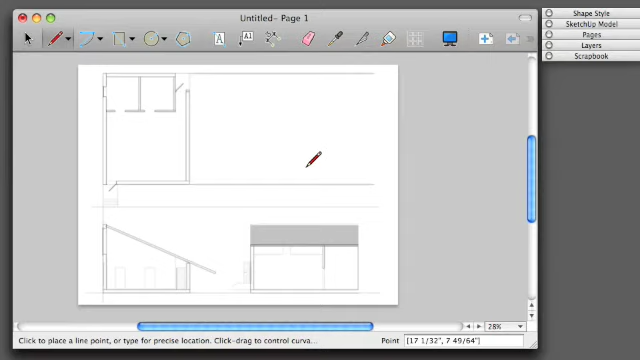 Untitled- Page 1
A
A1
28%
Click to place a line point, or type for precise location. Click-drag to control curva...
Point
[17 1/32", 7 49/64"]
Shape Style
SketchUp Model
Pages
Layers
Scrapbook